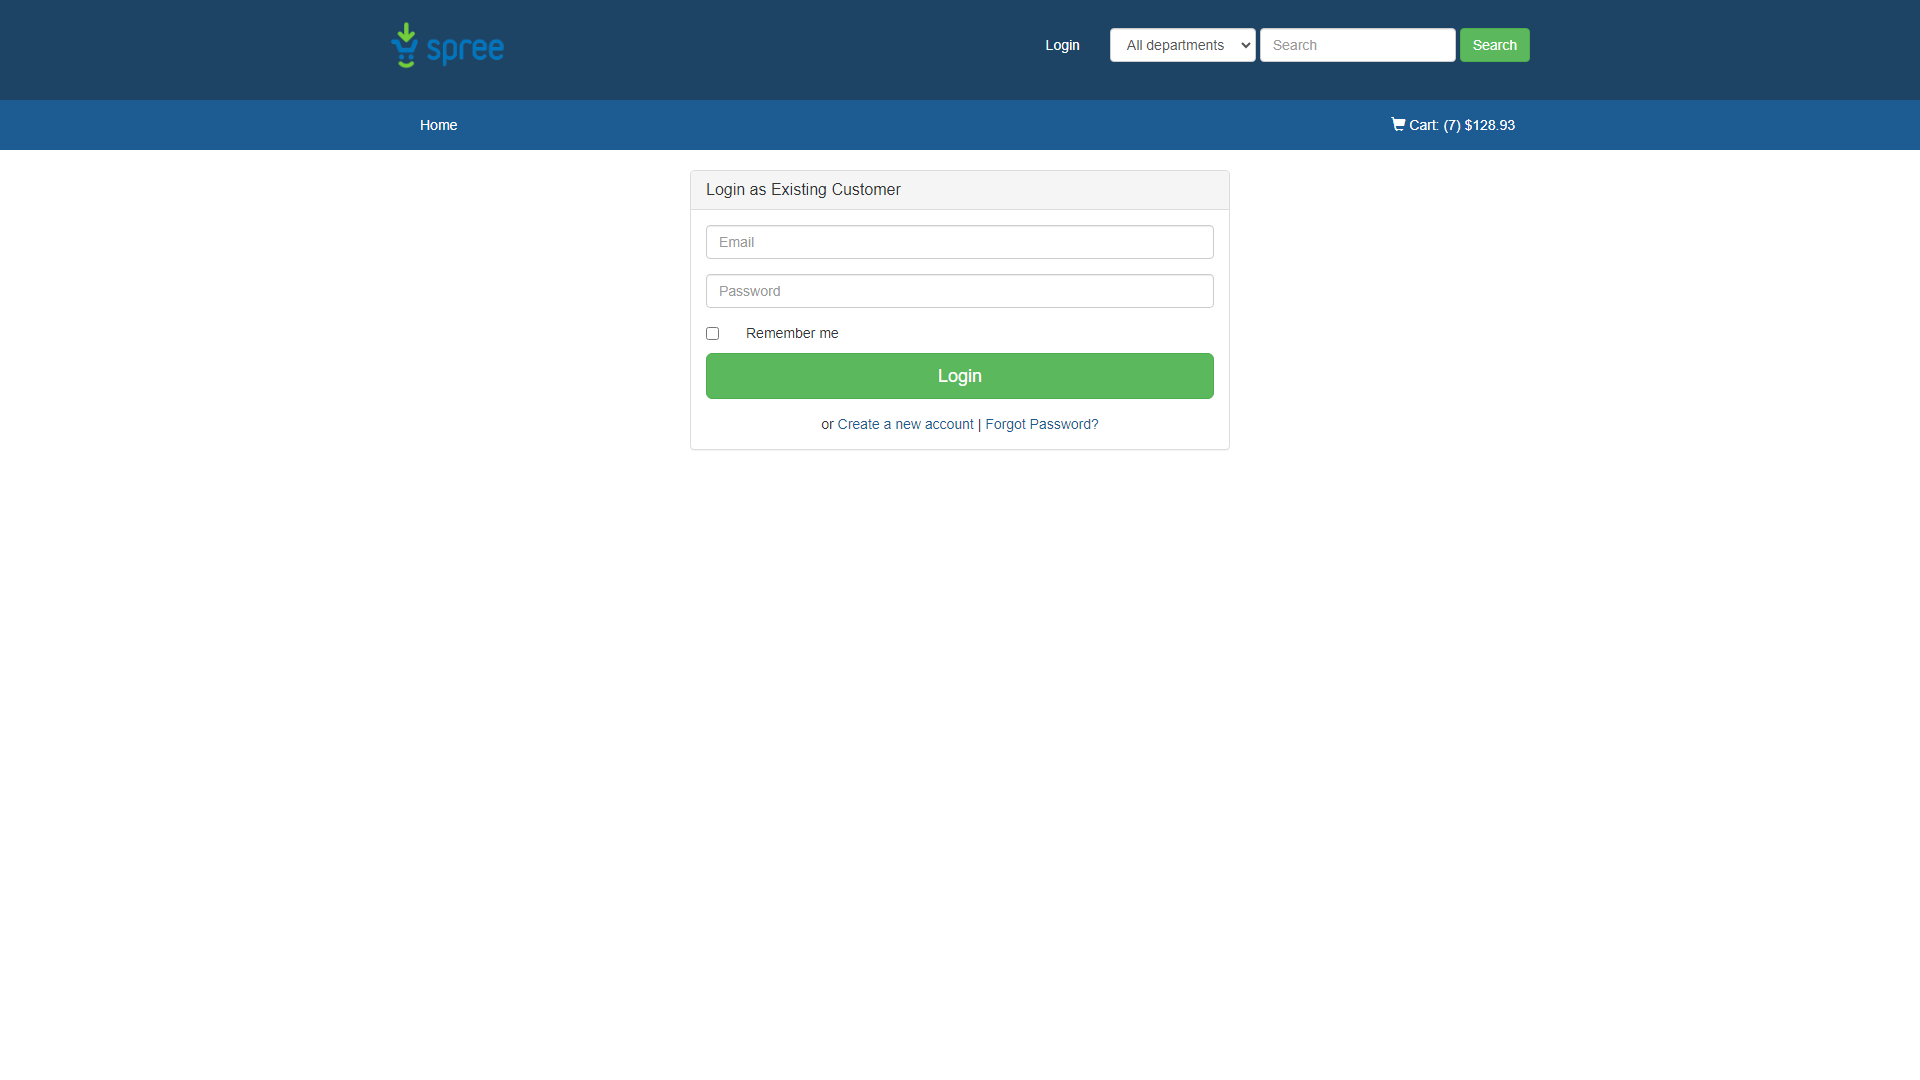 spree
Login
All departments
Search
Search
Home
Cart: (7) $128.93
Login as Existing Customer
Email
Password
Remember me
Login
or Create a new account | Forgot Password?